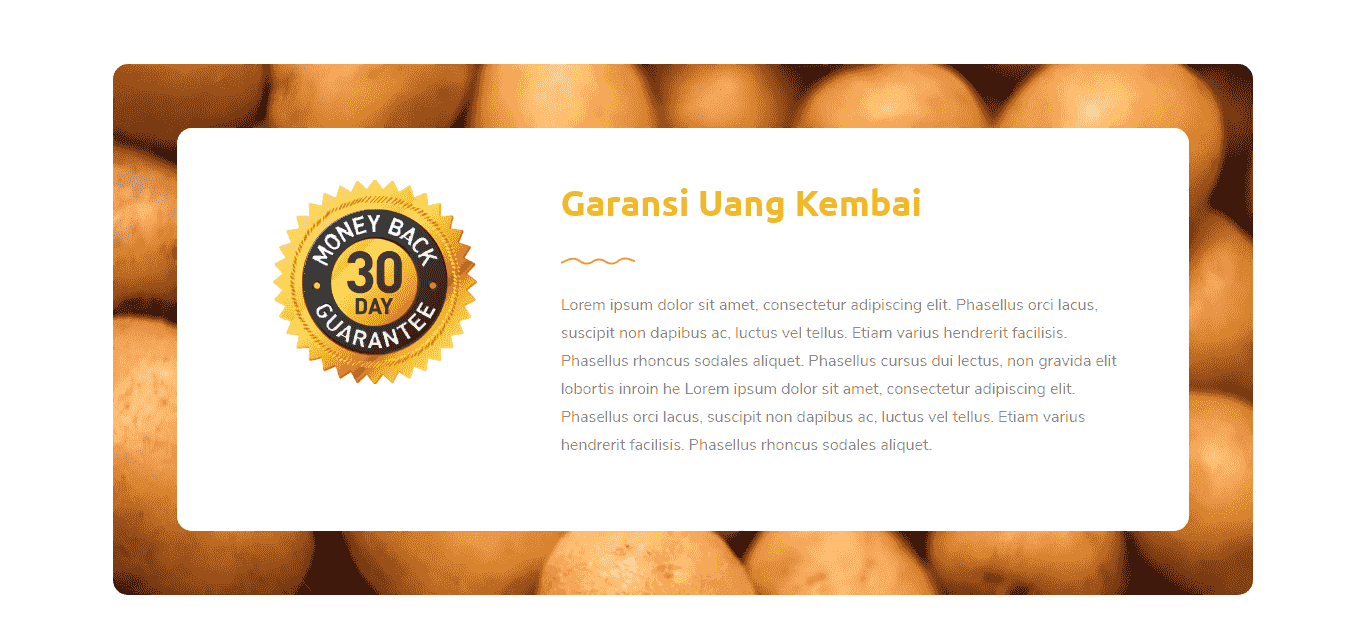 MONEY BACK
30
DAY
GUARANTEE
Garansi Uang Kembai
Lorem ipsum dolor sit amet, consectetur adipiscing elit. Phasellus orci lacus,
suscipit non dapibus ac, luctus vel tellus. Etiam varius hendrerit facilisis.
Phasellus rhoncus sodales aliquet. Phasellus cursus dui lectus, non gravida elit
lobortis inroin he Lorem ipsum dolor sit amet, consectetur adipiscing elit.
Phasellus orci lacus, suscipit non dapibus ac, luctus vel tellus. Etiam varius
hendrerit facilisis. Phasellus rhoncus sodales aliquet.